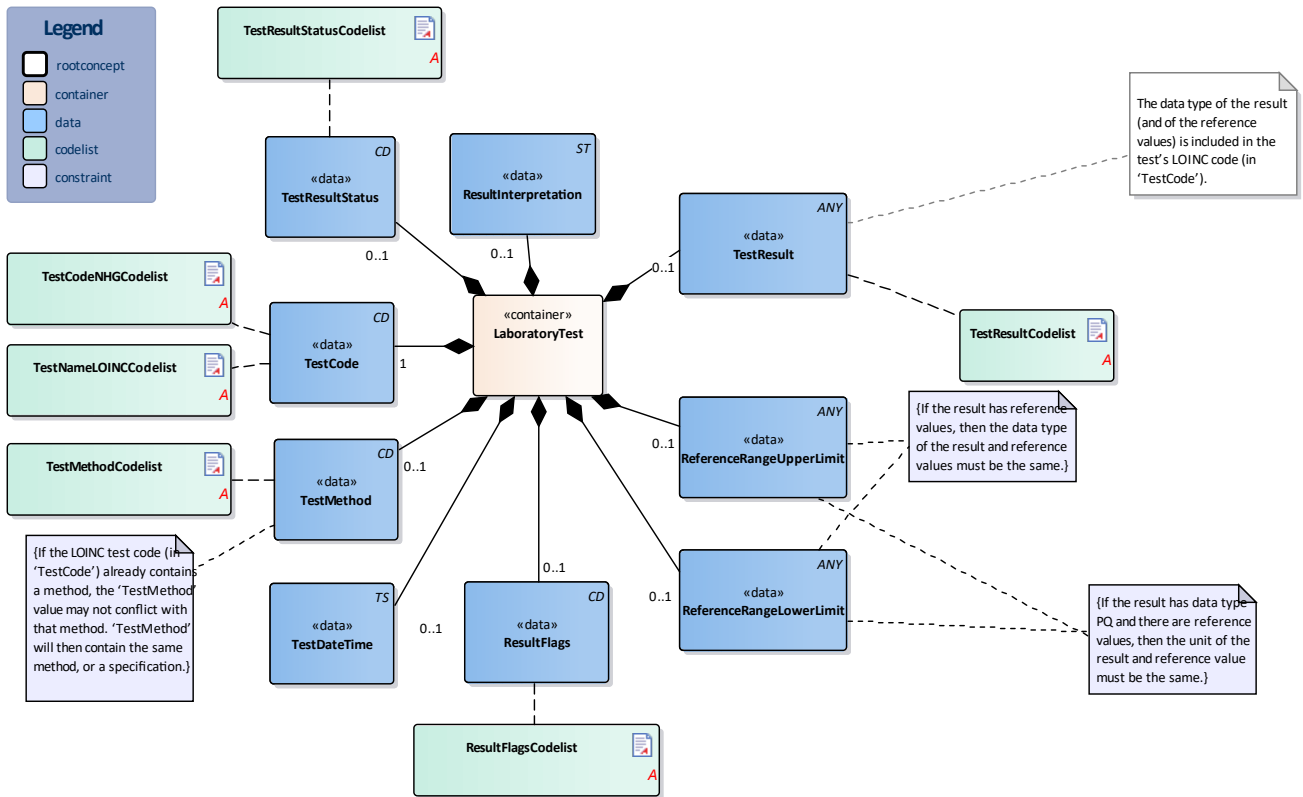 Legend
rootconcept
container
data
codelist
constraint
TestResultStatusCodelist
A
CD
«data»
TestResultStatus
0..1
ST
«data»
ResultInterpretation
0..1
ANY
«data»
TestResult
0..1
The data type of the result
(and of the reference
values) is included in the
test's LOINC code (in
‘TestCode’).
TestCodeNHGCodelist
A
TestNameLOINCCodelist
A
CD
«data»
TestCode
1
«container»
LaboratoryTest
TestResultCodelist
A
TestMethodCodelist
A
CD
«data»
TestMethod
0..1
ANY
«data»
ReferenceRangeUpperLimit
0..1
{If the result has reference
values, then the data type
of the result and reference
values must be the same.}
{If the LOINC test code (in
‘TestCode’) already contains
a method, the ‘TestMethod’
value may not conflict with
that method. ‘TestMethod’
will then contain the same
method, or a specification.}
TS
«data»
TestDateTime
0..1
CD
«data»
ResultFlags
0..1
ANY
«data»
ReferenceRangeLowerLimit
0..1
{If the result has data type
PQ and there are reference
values, then the unit of the
result and reference value
must be the same.}
ResultFlagsCodelist
A